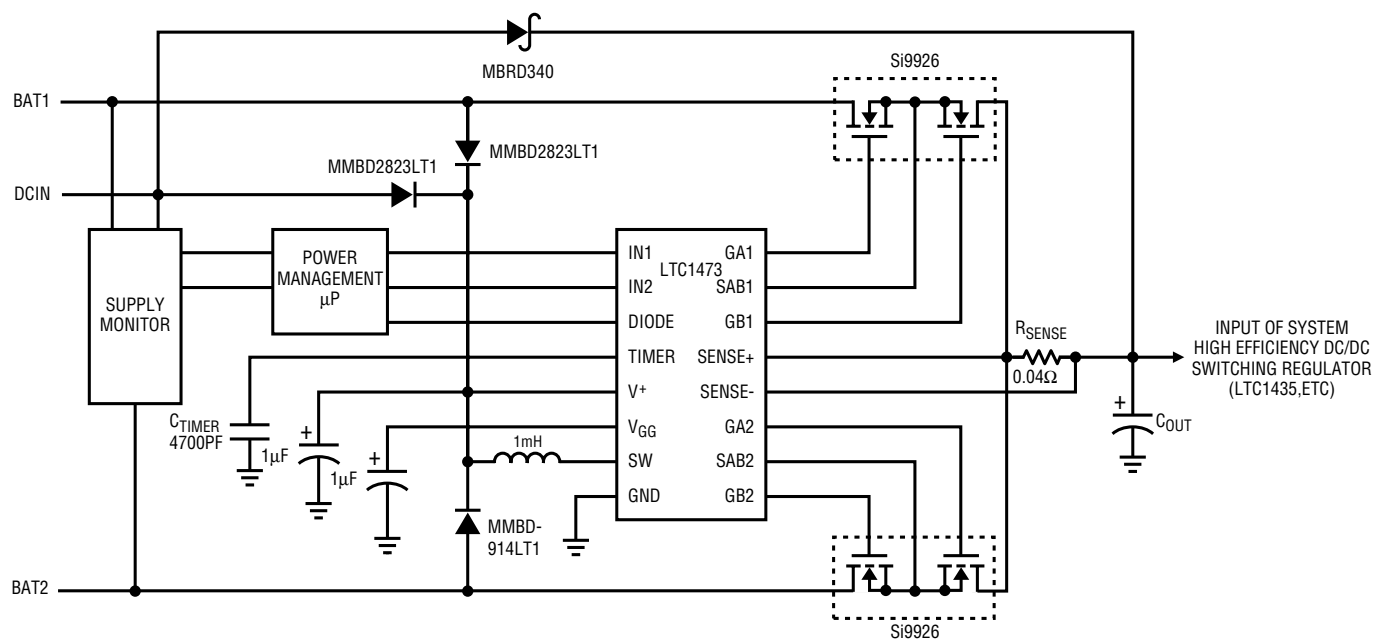 MBRD340
Si9926
BAT1
MMBD2823LT1
MMBD2823LT1
DCIN
SUPPLY
MONITOR
POWER
MANAGEMENT
µP
LTC1473
IN1
IN2
DIODE
TIMER
V+
VGG
SW
GND
GA1
SAB1
GB1
SENSE+
SENSE-
GA2
SAB2
GB2
RSENSE
0.04Ω
INPUT OF SYSTEM
HIGH EFFICIENCY DC/DC
SWITCHING REGULATOR
(LTC1435,ETC)
+
COUT
CTIMER
4700PF
+
1µF
+
1µF
1mH
MMBD-
914LT1
BAT2
Si9926